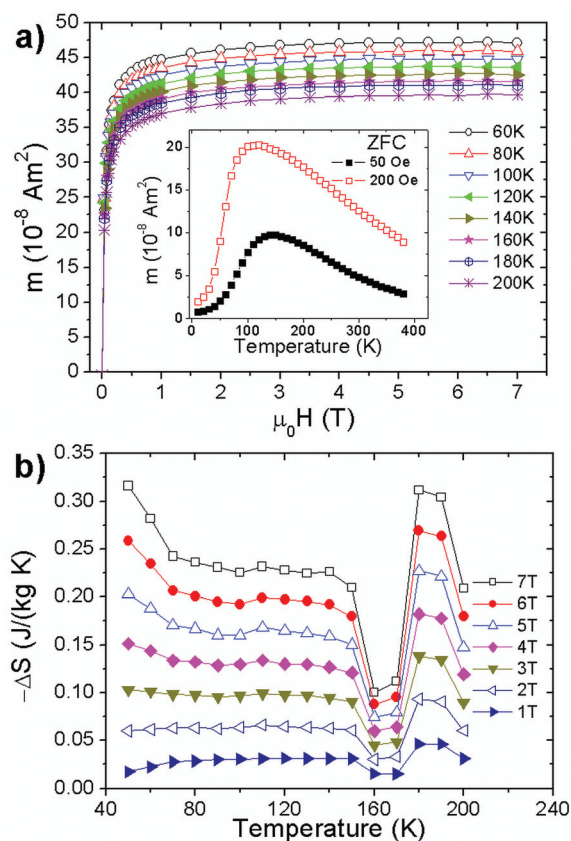 a)
50
45
40
35
30
25
20
15
10
5
0
m (10⁻⁸ Am²)
0 1 2 3 4 5 6 7
μ₀H (T)
60K
80K
100K
120K
140K
160K
180K
200K
ZFC
50 Oe
200 Oe
20
10
0
m (10⁻⁸ Am²)
0 100 200 300 400
Temperature (K)
b)
0.35
0.30
0.25
0.20
0.15
0.10
0.05
0.00
−ΔS (J/(kg K)
40 80 120 160 200 240
Temperature (K)
7T
6T
5T
4T
3T
2T
1T